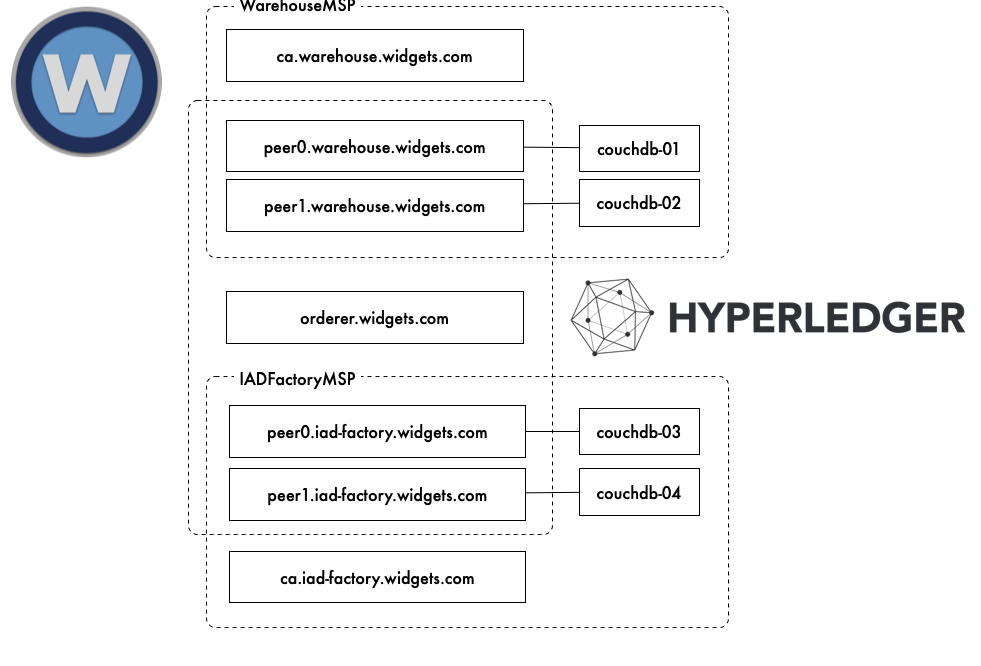 WarehouseMSP
W
ca.warehouse.widgets.com
peer0.warehouse.widgets.com
couchdb-01
peer1.warehouse.widgets.com
couchdb-02
orderer.widgets.com
HYPERLEDGER
IADFactoryMSP
peer0.iad-factory.widgets.com
couchdb-03
peer1.iad-factory.widgets.com
couchdb-04
ca.iad-factory.widgets.com